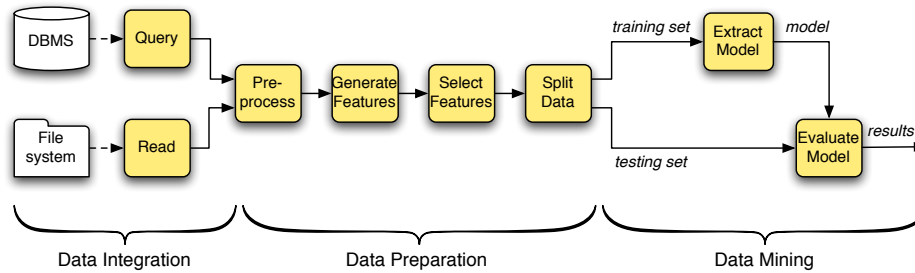 DBMS
Query
File
system
Read
Pre-
process
Generate
Features
Select
Features
Split
Data
training set
testing set
Extract
Model
model
Evaluate
Model
results
Data Integration
Data Preparation
Data Mining